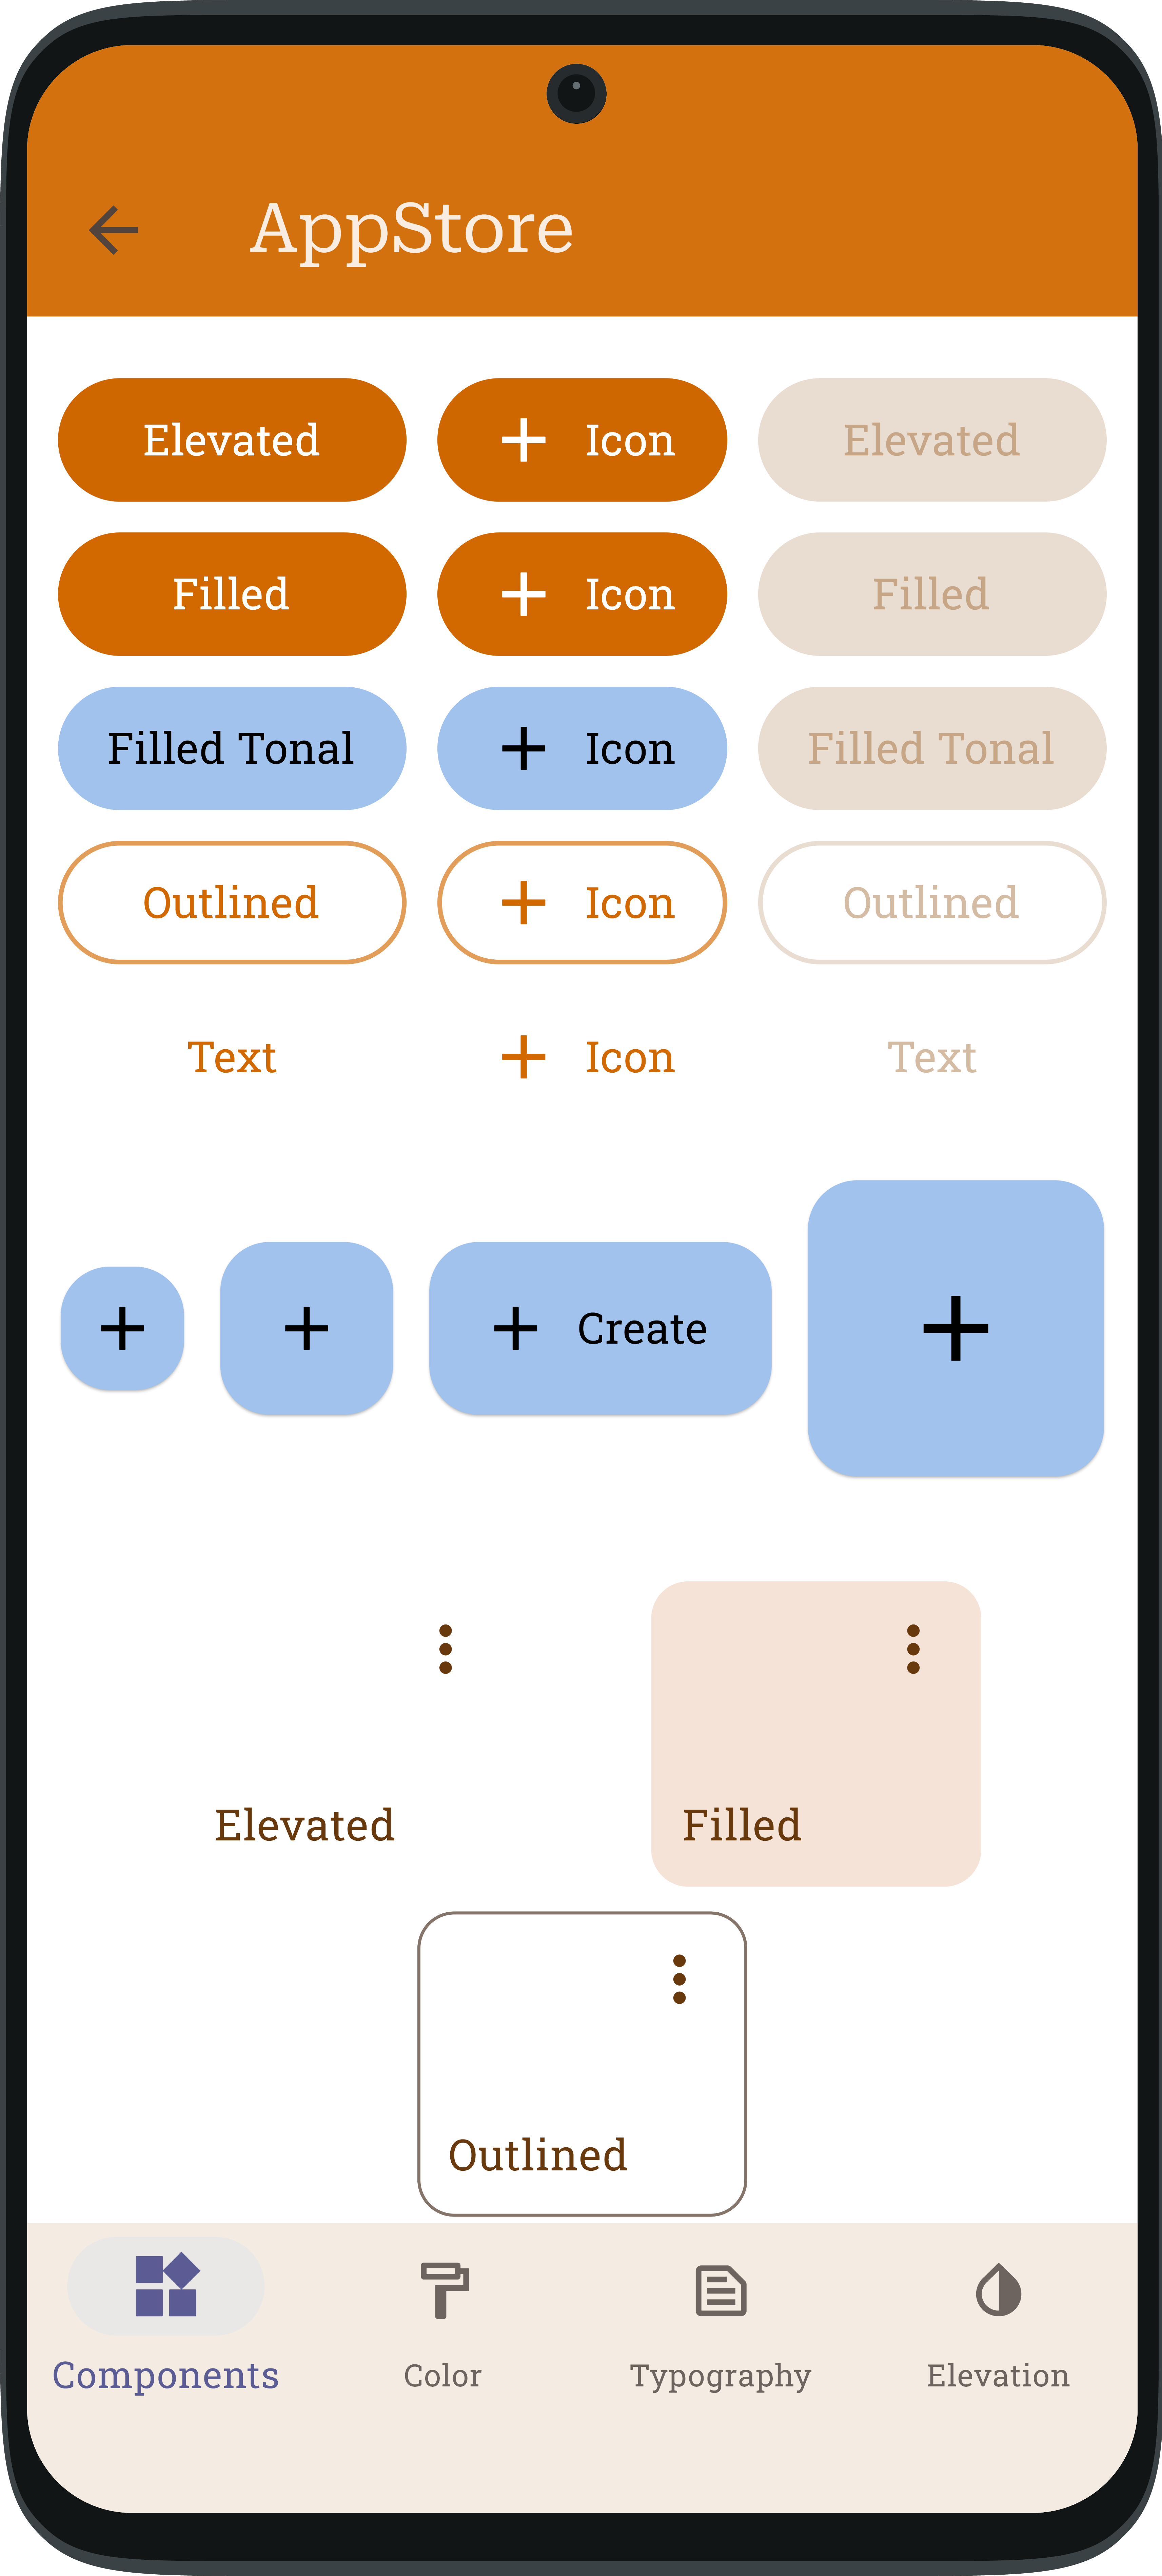 AppStore
Elevated Icon Elevated
Filled Icon Filled
Filled Tonal Icon Filled Tonal
Outlined Icon Outlined
Text Icon Text
Create
Elevated Filled
Outlined
Components Color Typography Elevation